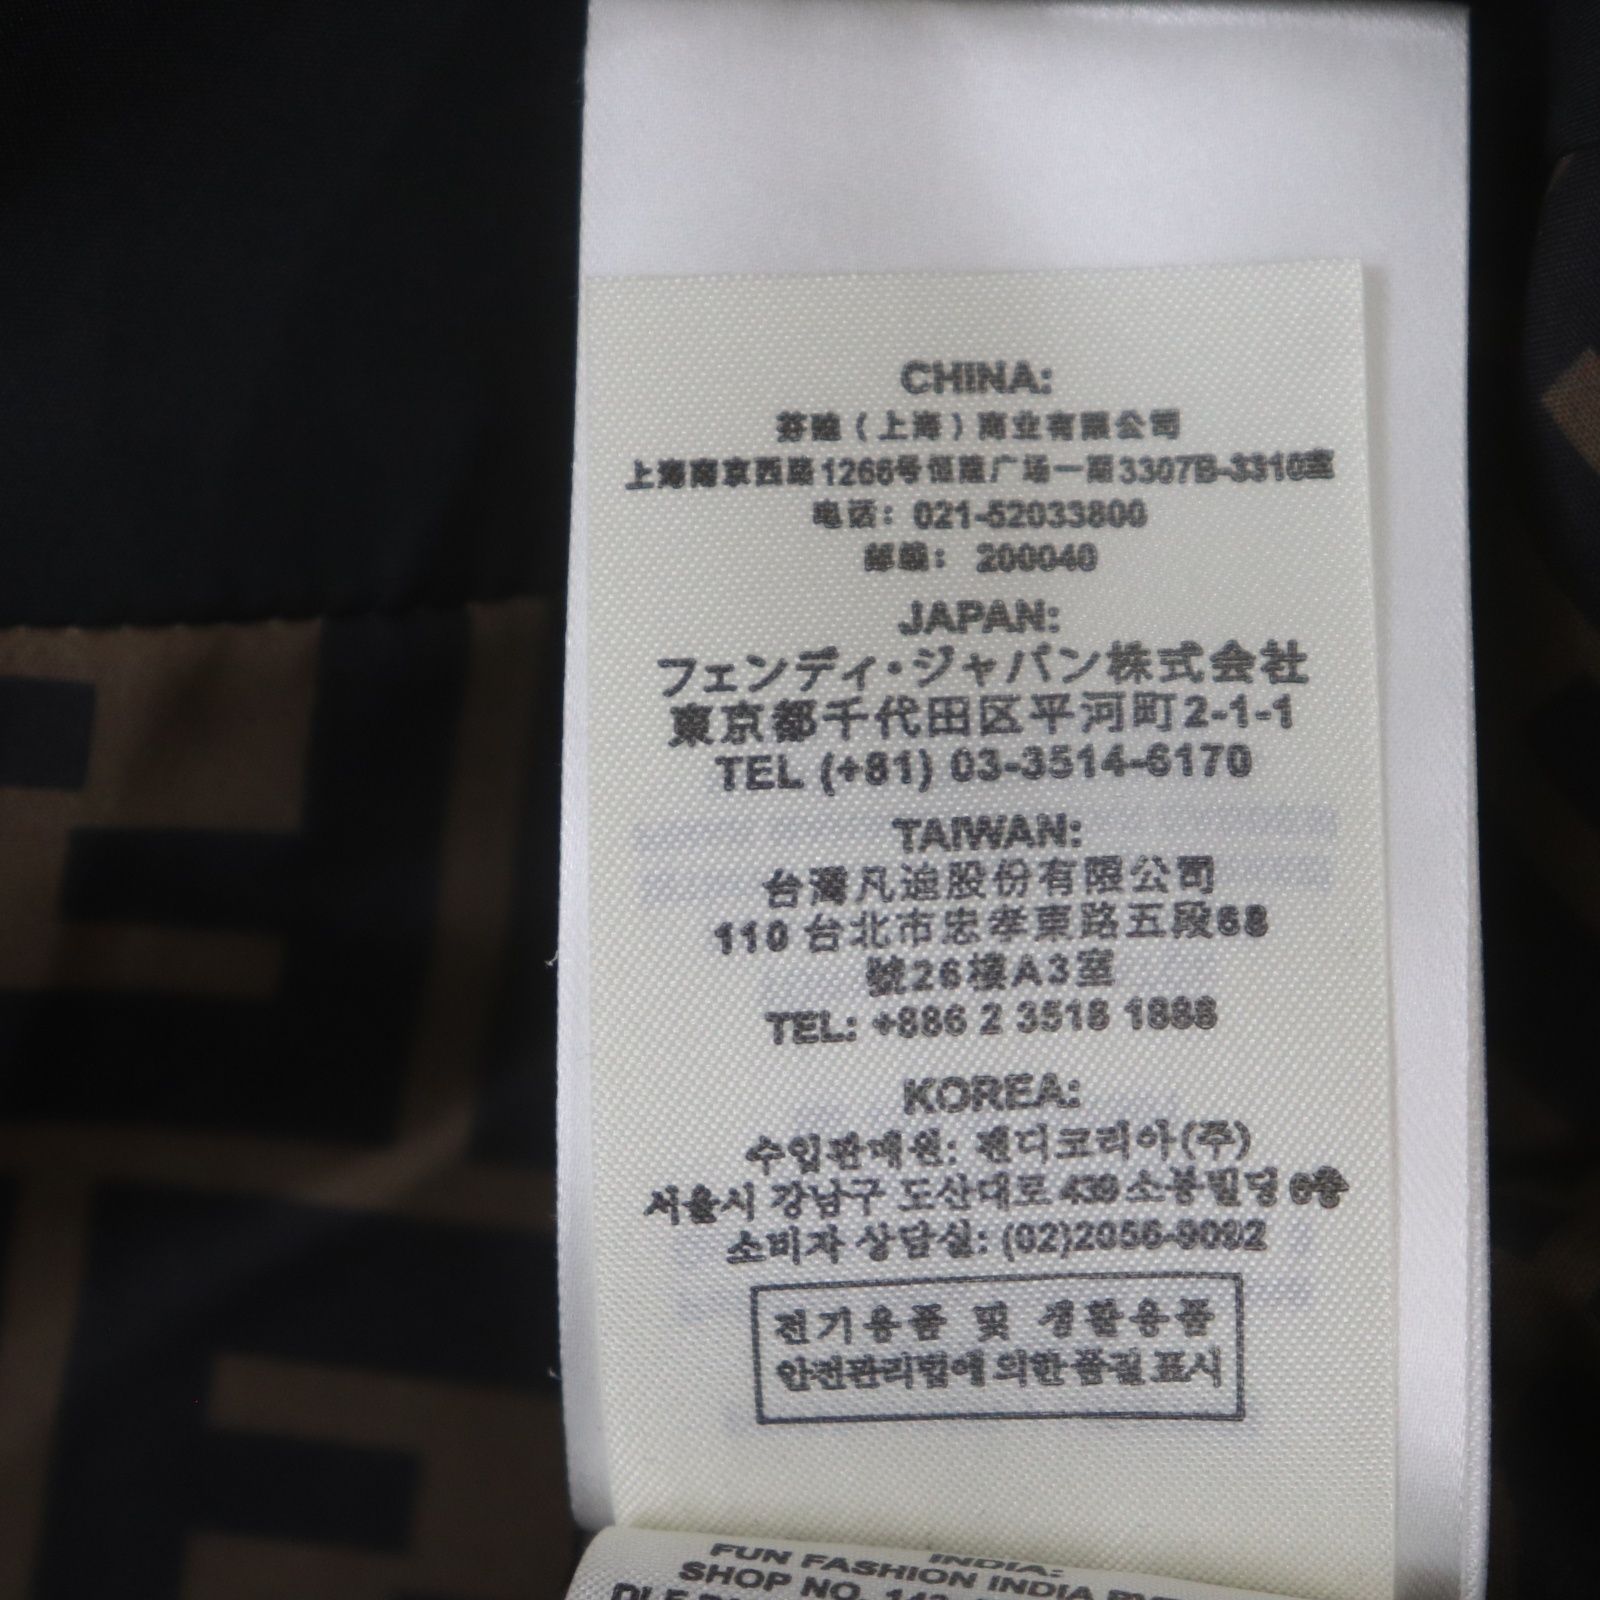 CHINA:
芬迪（上海）商业有限公司
上海南京西路1266号恒隆广场一期3307B-3310室
电话：021-52033800
邮编：200040
JAPAN:
フェンディ・ジャパン株式会社
東京都千代田区平河町2-1-1
TEL (+81) 03-3514-6170
TAIWAN:
台灣凡迪股份有限公司
110 台北市忠孝東路五段68
號26樓A3室
TEL: +886 2 3518 1888
KOREA:
수입판매원: 펜디코리아(주)
서울시 강남구 도산대로 439 소봉빌딩 6층
소비자 상담실: (02)2056-9092
전기용품 및 생활용품
안전관리법에 의한 품질표시
INDIA:
FUN FASHION INDIA
SHOP NO. 143